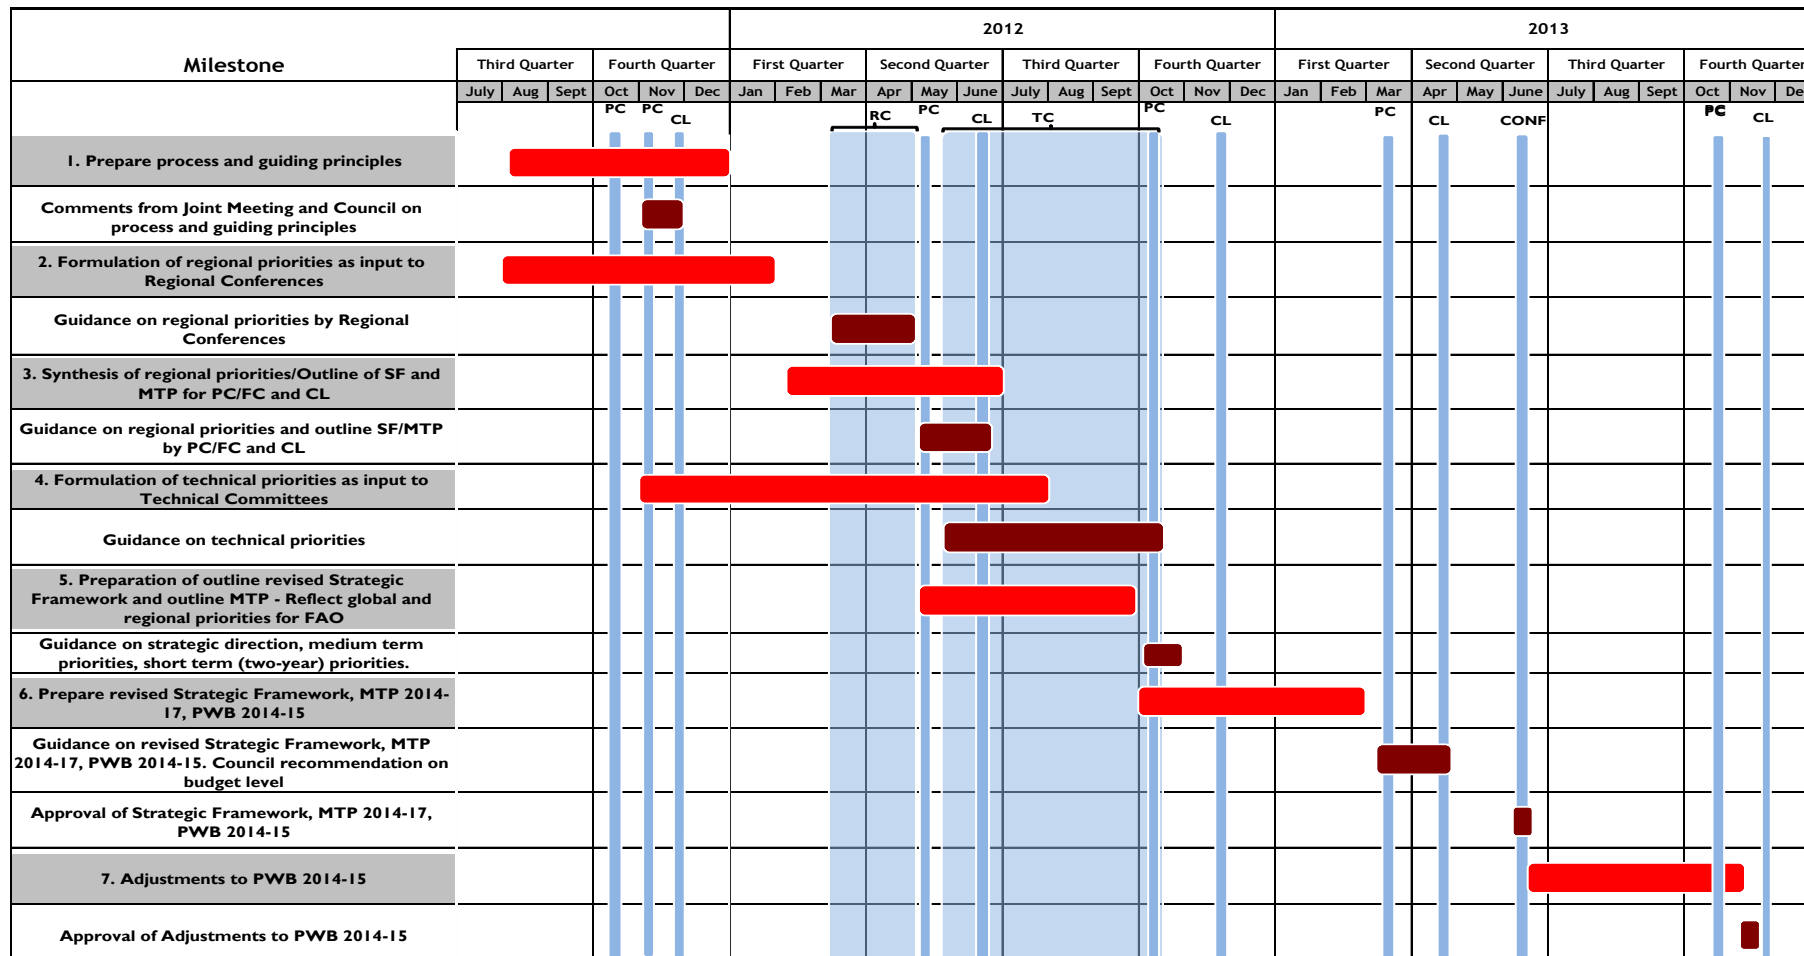 2012
2013
Milestone
Third Quarter
Fourth Quarter
First Quarter
Second Quarter
Third Quarter
Fourth Quarter
First Quarter
Second Quarter
Third Quarter
Fourth Quarter
July Aug Sept Oct Nov Dec Jan Feb Mar Apr May June July Aug Sept Oct Nov Dec Jan Feb Mar Apr May June July Aug Sept Oct Nov De
PC PC CL RC PC CL TC PC CL PC CL CONF PC CL
1. Prepare process and guiding principles
Comments from Joint Meeting and Council on
process and guiding principles
2. Formulation of regional priorities as input to
Regional Conferences
Guidance on regional priorities by Regional
Conferences
3. Synthesis of regional priorities/Outline of SF and
MTP for PC/FC and CL
Guidance on regional priorities and outline SF/MTP
by PC/FC and CL
4. Formulation of technical priorities as input to
Technical Committees
Guidance on technical priorities
5. Preparation of outline revised Strategic
Framework and outline MTP - Reflect global and
regional priorities for FAO
Guidance on strategic direction, medium term
priorities, short term (two-year) priorities.
6. Prepare revised Strategic Framework, MTP 2014-
17, PWB 2014-15
Guidance on revised Strategic Framework, MTP
2014-17, PWB 2014-15. Council recommendation on
budget level
Approval of Strategic Framework, MTP 2014-17,
PWB 2014-15
7. Adjustments to PWB 2014-15
Approval of Adjustments to PWB 2014-15